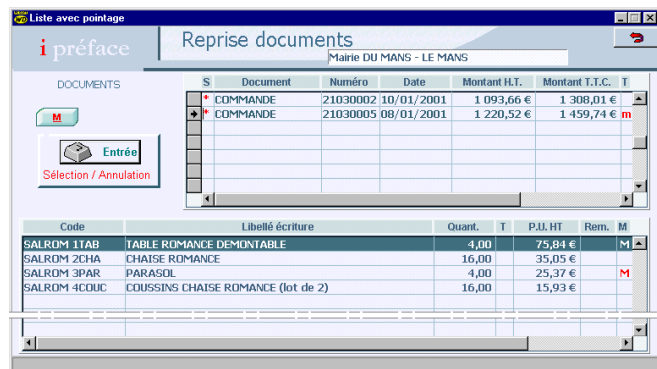 Liste avec pointage
i préface
Reprise documents
Mairie DU MANS - LE MANS
DOCUMENTS
M
Entrée
Sélection / Annulation
S Document Numéro Date Montant H.T. Montant T.T.C. T
* COMMANDE 21030002 10/01/2001 1 093,66 € 1 308,01 €
* COMMANDE 21030005 08/01/2001 1 220,52 € 1 459,74 € m
Code Libellé écriture Quant. T P.U. HT Rem. M
SALROM 1TAB TABLE ROMANCE DEMONTABLE 4,00 75,84 € M
SALROM 2CHA CHAISE ROMANCE 16,00 35,05 €
SALROM 3PAR PARASOL 4,00 25,37 € M
SALROM 4COUC COUSSINS CHAISE ROMANCE (lot de 2) 16,00 15,93 €